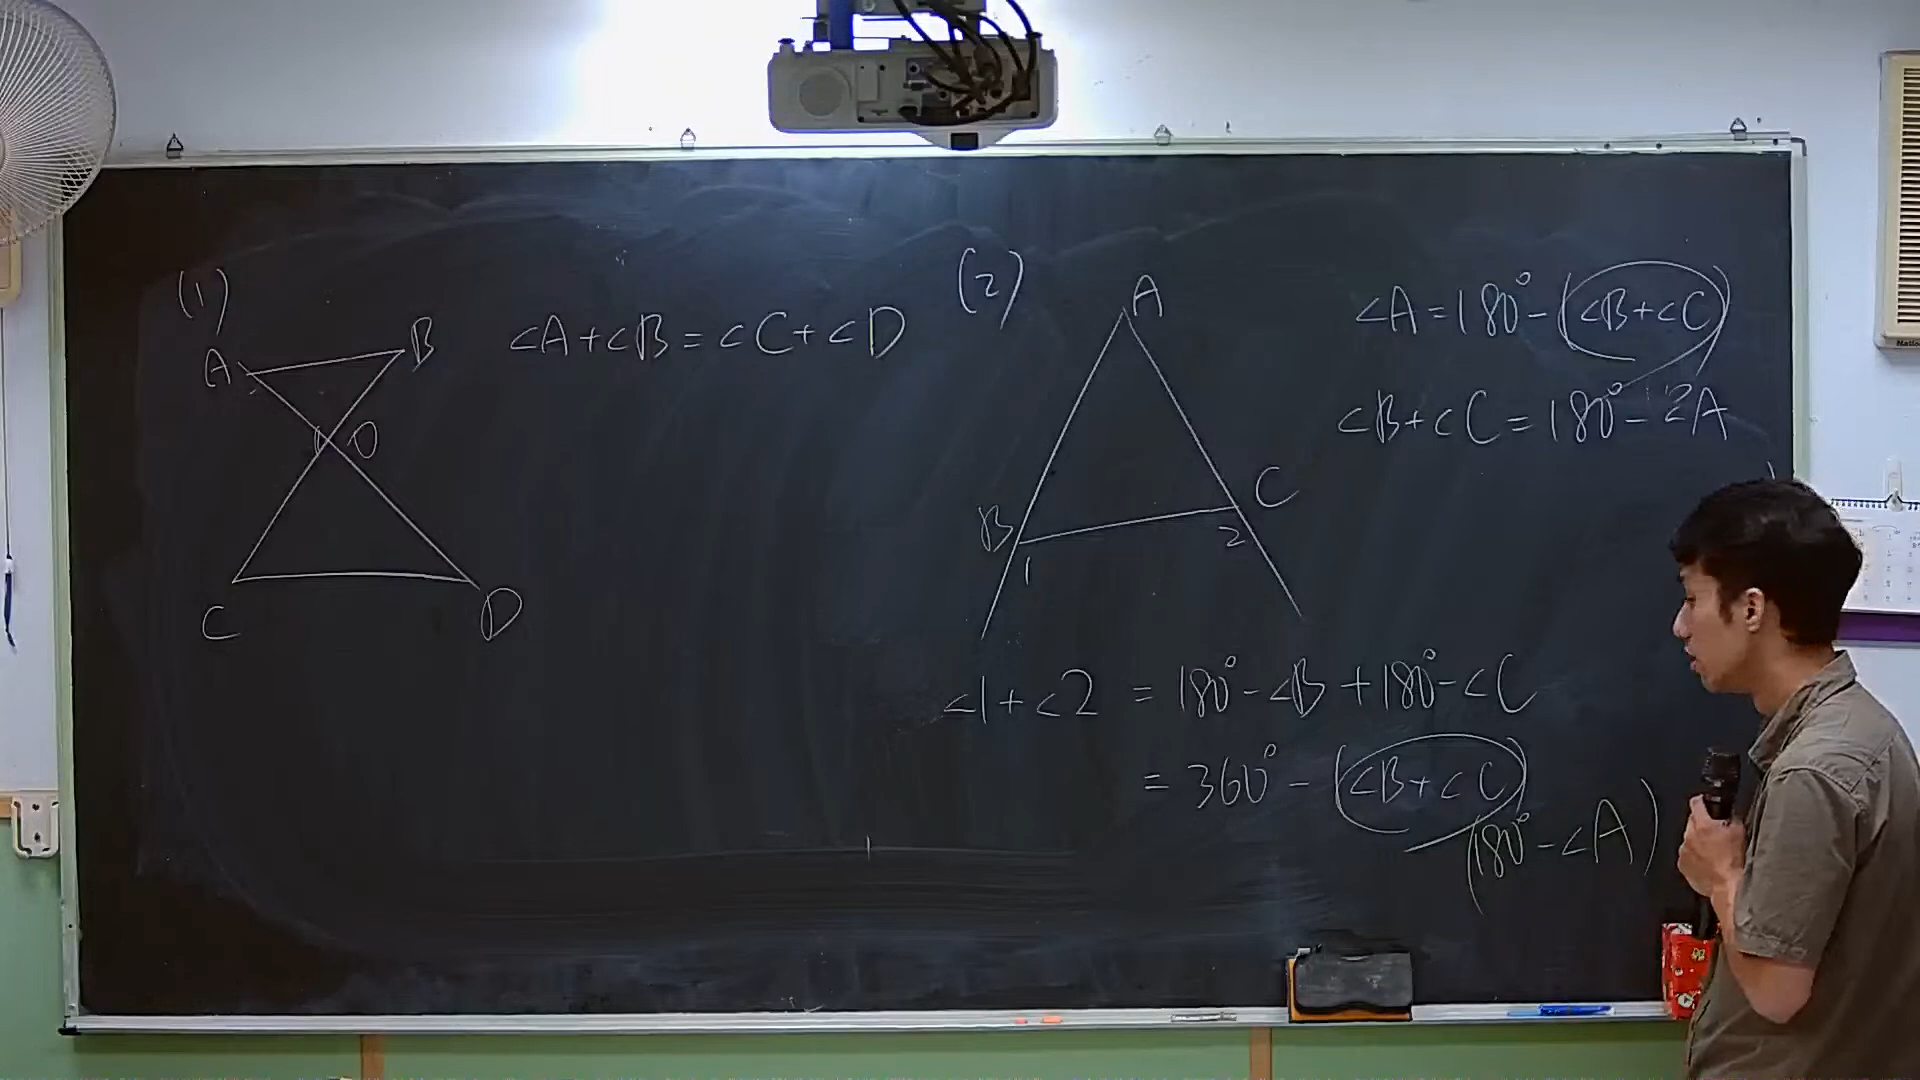 (1)
A
B
O
C
D
∠A+∠B=∠C+∠D
(2)
A
B
C
1
2
∠A=180°-(∠B+∠C)
∠B+∠C=180°-∠A
∠1+∠2 = 180°-∠B+180°-∠C
= 360°-(∠B+∠C)
(180°-∠A)